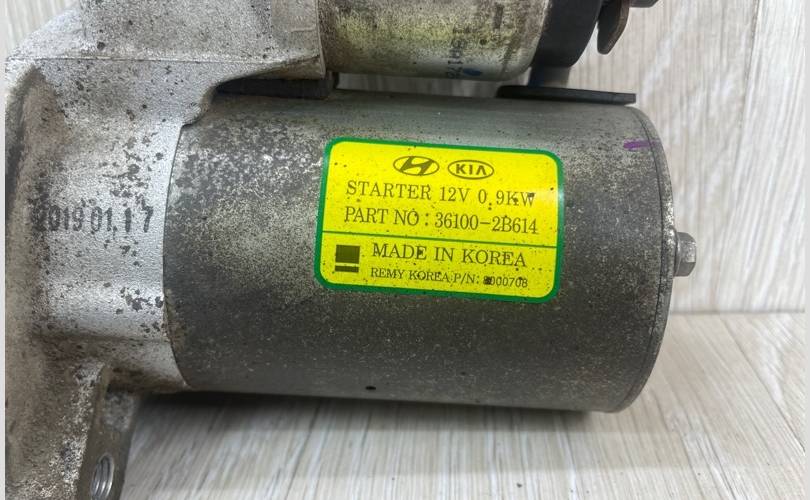 KIA
STARTER 12V 0.9KW
PART NO : 36100-2B614
MADE IN KOREA
REMY KOREA P/N: 8000708
2019 01.17